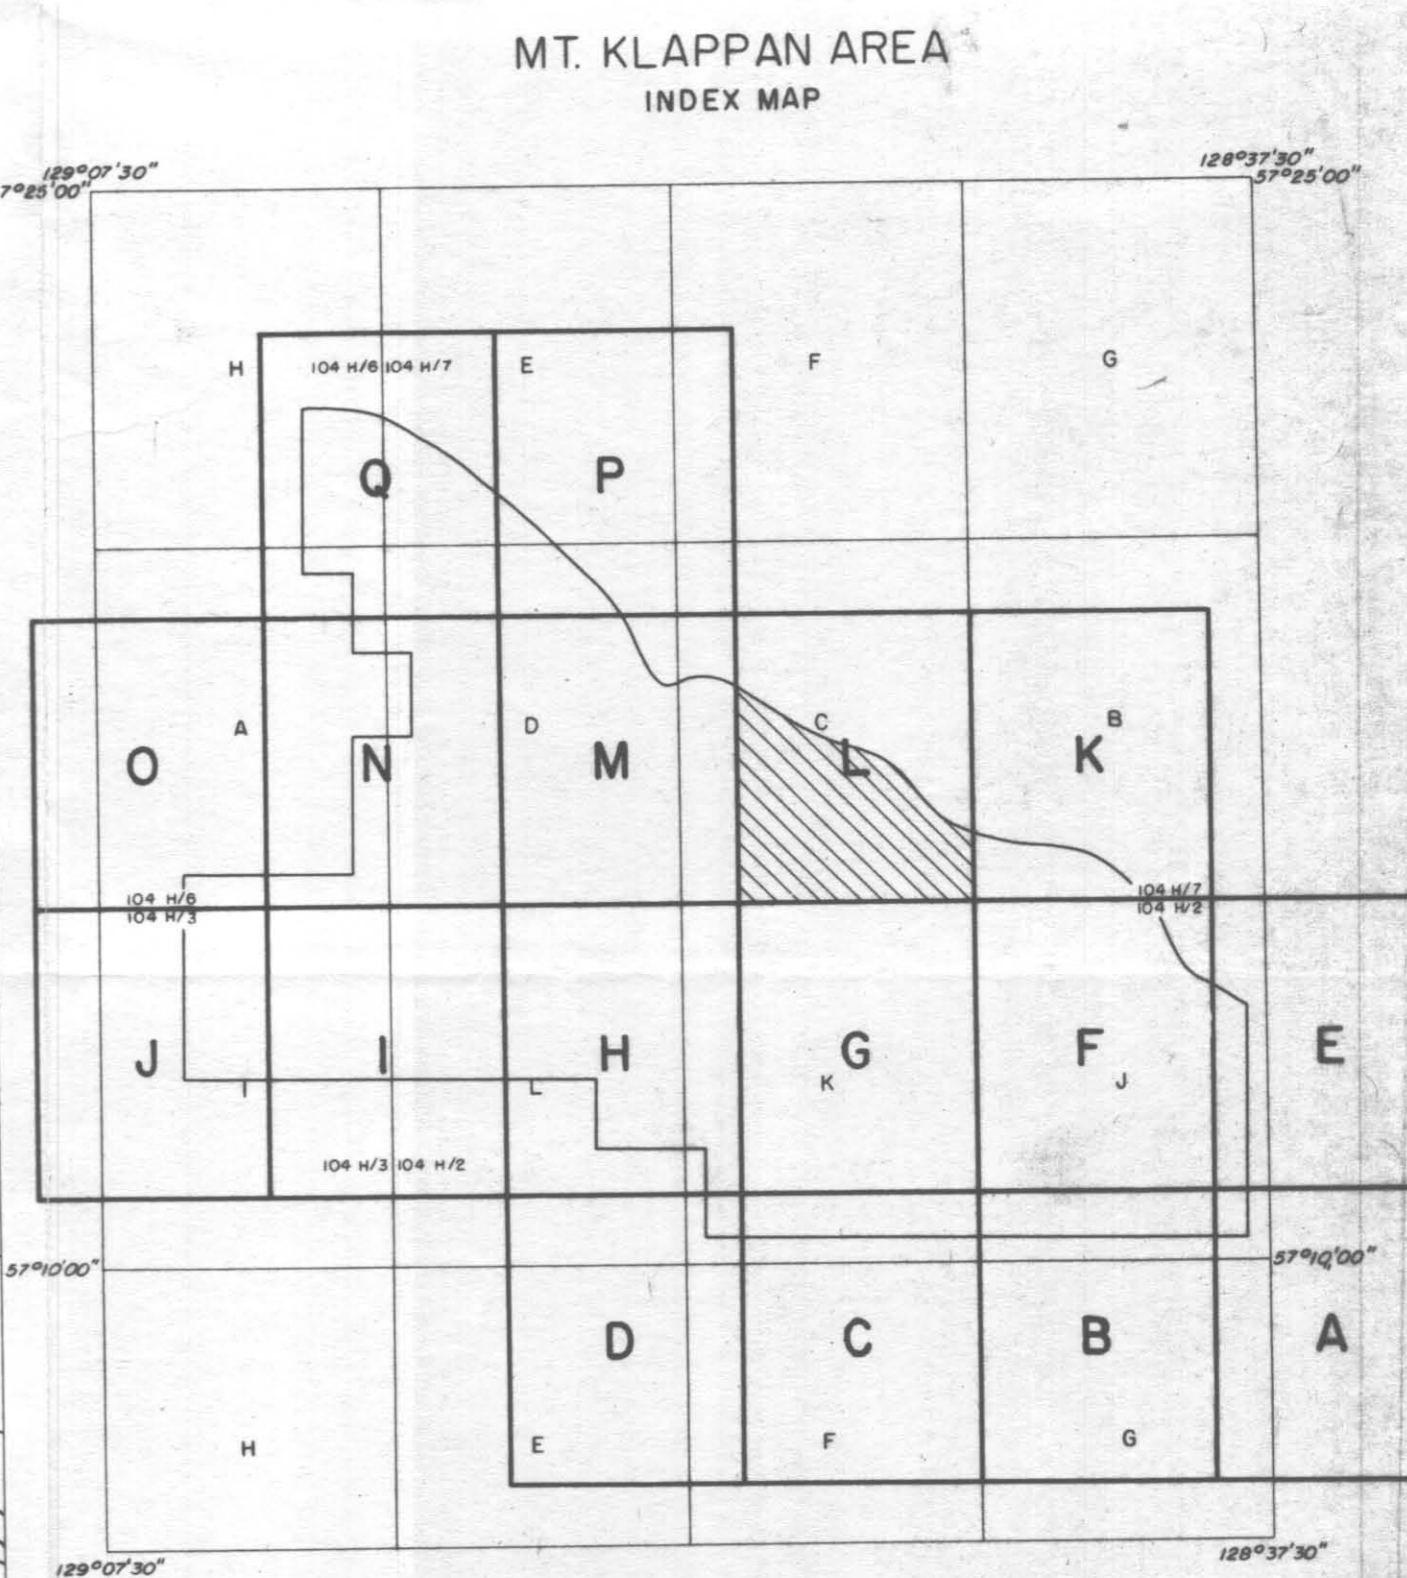 MT. KLAPPAN AREA
INDEX MAP
129°07'30" 128°37'30"
7°25'00" 57°25'00"
H 104 H/6 104 H/7 E F G
Q P
A D C B
O N M L K
104 H/6 104 H/7
104 H/3 104 H/2
J I H G F E
I L K J
104 H/3 104 H/2
57°10'00" 57°10'00"
D C B A
H E F G
129°07'30" 128°37'30"